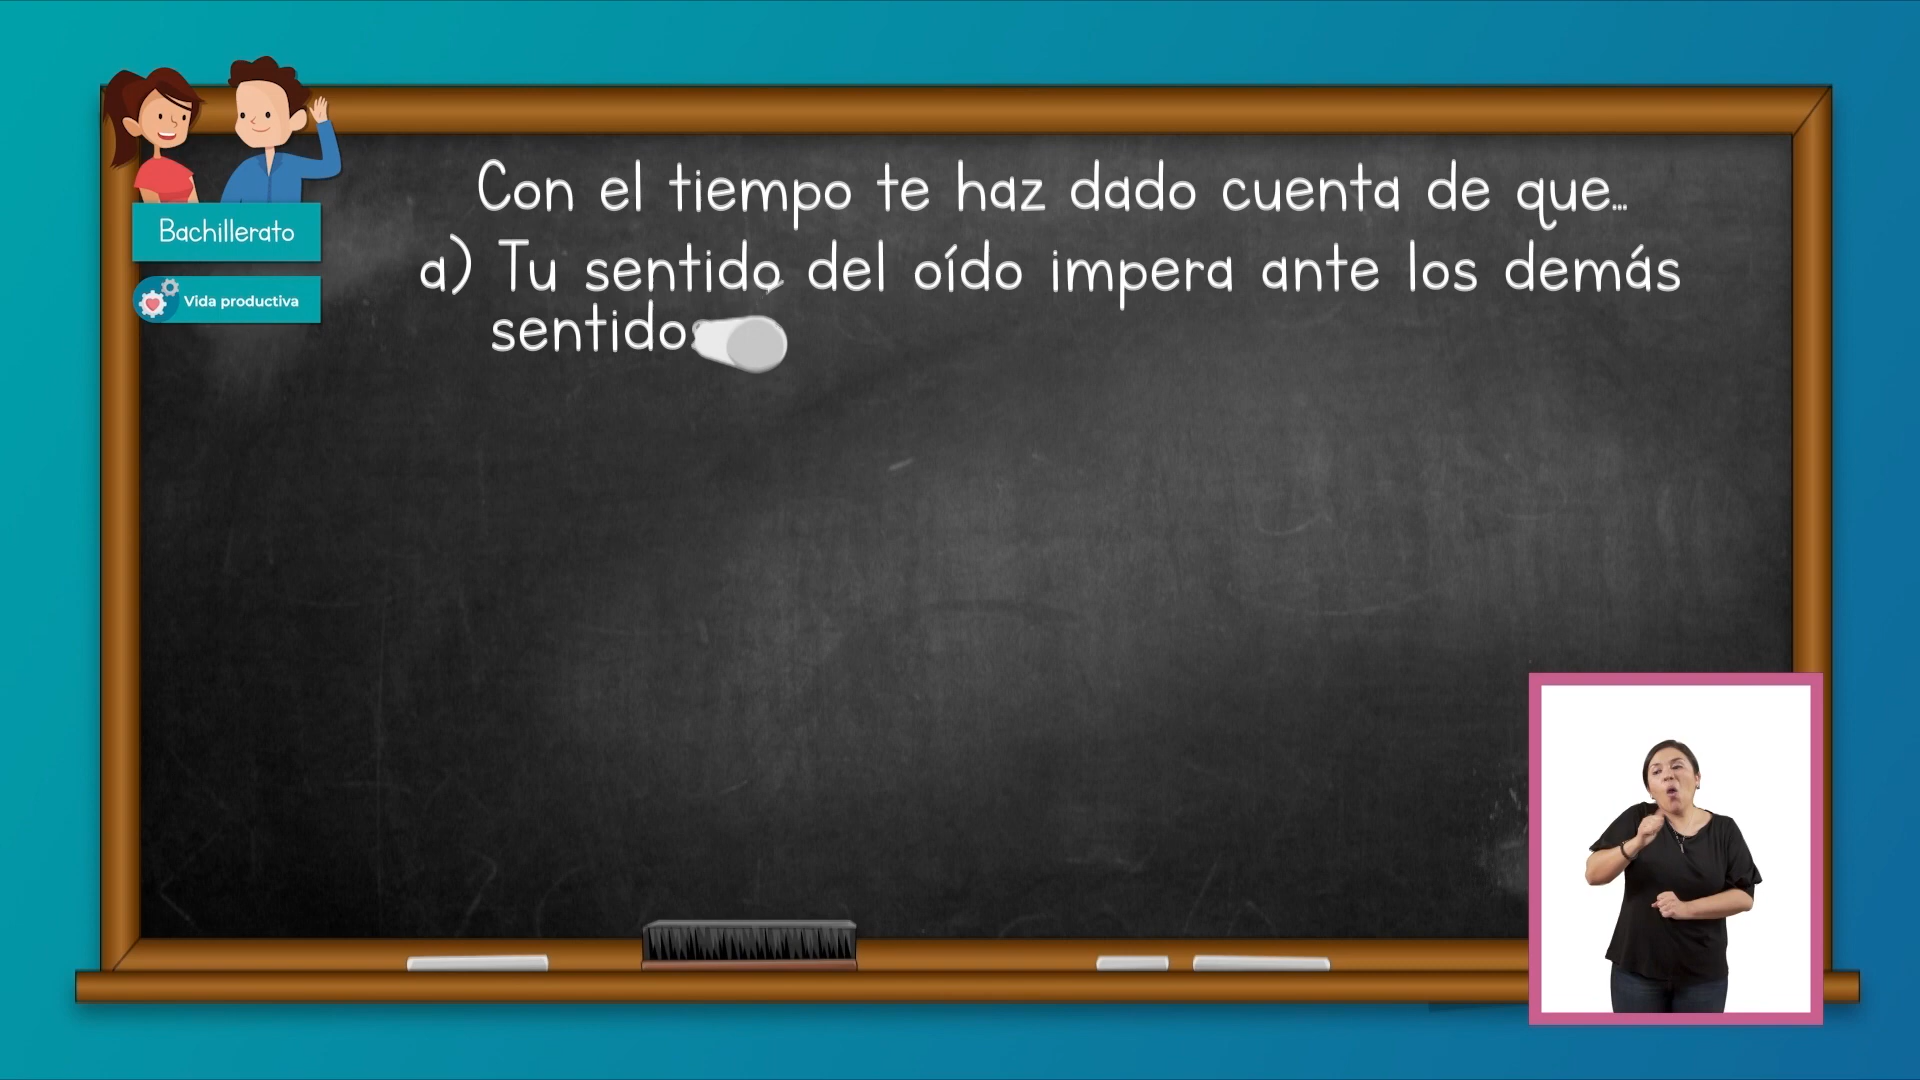 Con el tiempo te haz dado cuenta de que...
Bachillerato
a) Tu sentido del oído impera ante los demás
Vida productiva
sentido